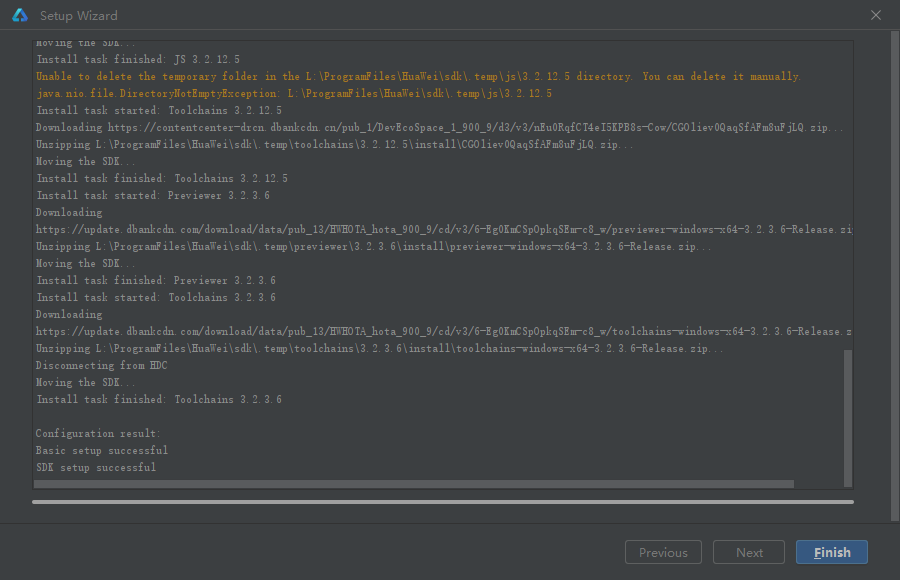 Setup Wizard
Moving the SDK...
Install task finished: JS 3.2.12.5
Unable to delete the temporary folder in the L:\ProgramFiles\HuaWei\sdk\.temp\js\3.2.12.5 directory. You can delete it manually.
java.nio.file.DirectoryNotEmptyException: L:\ProgramFiles\HuaWei\sdk\.temp\js\3.2.12.5
Install task started: Toolchains 3.2.12.5
Downloading https://contentcenter-drcn.dbankcdn.cn/pub_1/DevEcoSpace_1_900_9/d3/v3/nEu0RqfCT4eI5KPB8s-Cow/CGOliev0QaqSfAFm8uFjLQ.zip...
Unzipping L:\ProgramFiles\HuaWei\sdk\.temp\toolchains\3.2.12.5\install\CGOliev0QaqSfAFm8uFjLQ.zip...
Moving the SDK...
Install task finished: Toolchains 3.2.12.5
Install task started: Previewer 3.2.3.6
Downloading
https://update.dbankcdn.com/download/data/pub_13/HWHOTA_hota_900_9/cd/v3/6-Eg0KmCSpOpkqSEm-c8_w/previewer-windows-x64-3.2.3.6-Release.zi
Unzipping L:\ProgramFiles\HuaWei\sdk\.temp\previewer\3.2.3.6\install\previewer-windows-x64-3.2.3.6-Release.zip...
Moving the SDK...
Install task finished: Previewer 3.2.3.6
Install task started: Toolchains 3.2.3.6
Downloading
https://update.dbankcdn.com/download/data/pub_13/HWHOTA_hota_900_9/cd/v3/6-Eg0KmCSpOpkqSEm-c8_w/toolchains-windows-x64-3.2.3.6-Release.z
Unzipping L:\ProgramFiles\HuaWei\sdk\.temp\toolchains\3.2.3.6\install\toolchains-windows-x64-3.2.3.6-Release.zip...
Disconnecting from HDC
Moving the SDK...
Install task finished: Toolchains 3.2.3.6
Configuration result:
Basic setup successful
SDK setup successful
Previous
Next
Finish